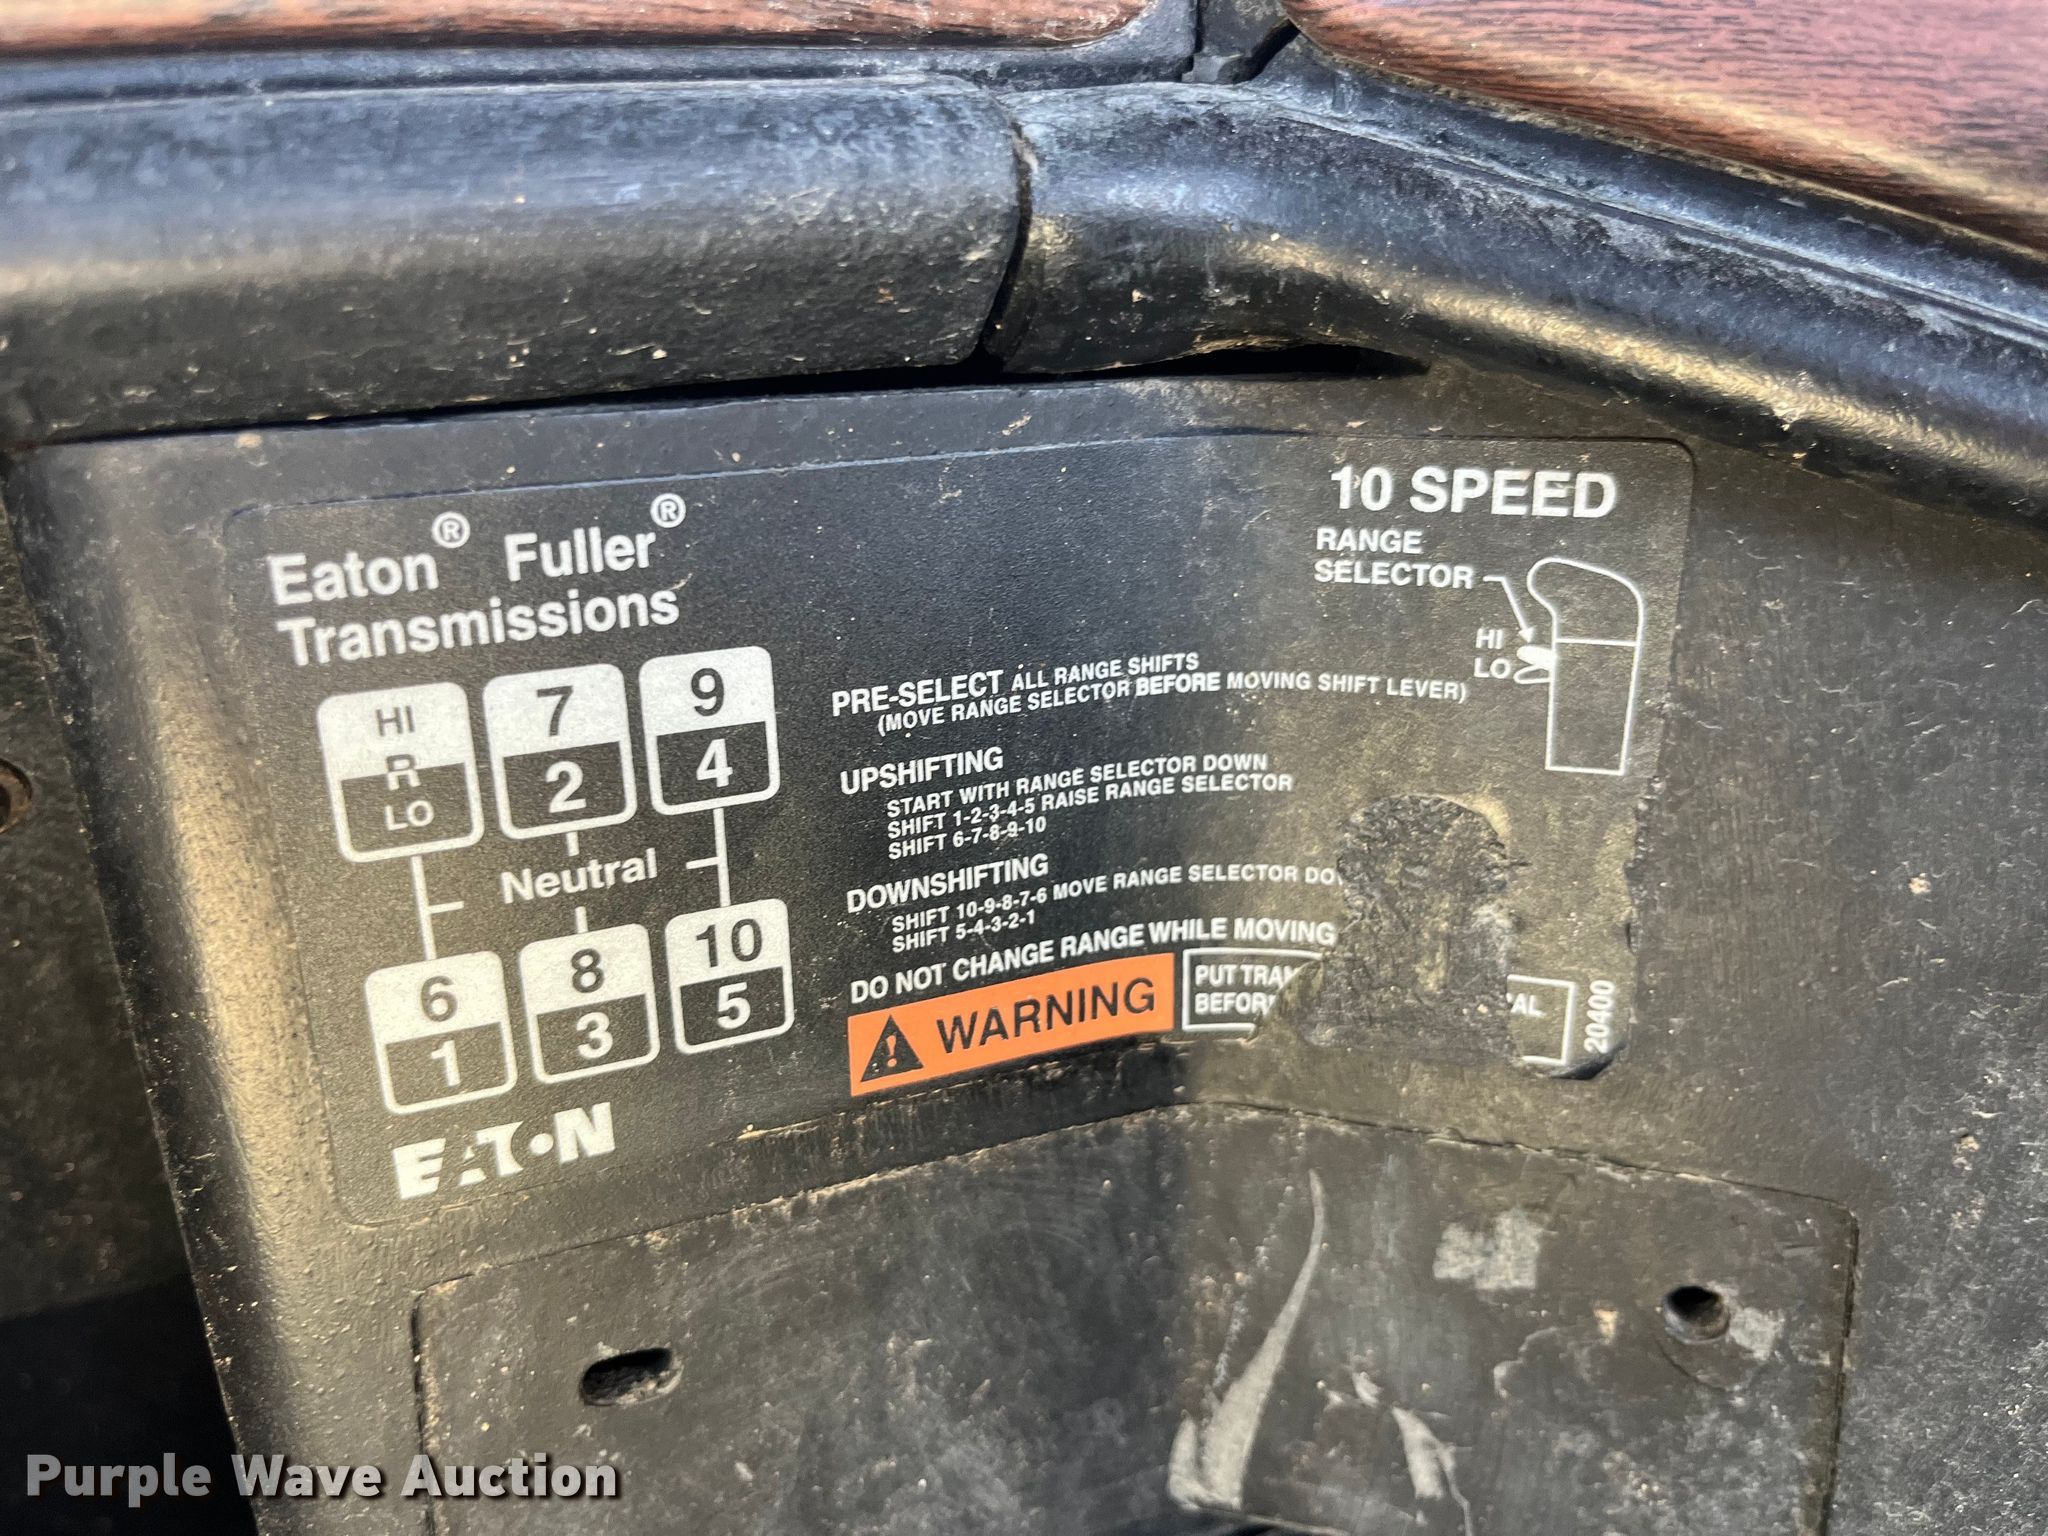 Eaton® Fuller®
Transmissions
HI 7 9
R 2 4
LO
Neutral
6 8 10
1 3 5
EATON
10 SPEED
RANGE
SELECTOR
HI
LO
PRE-SELECT ALL RANGE SHIFTS
(MOVE RANGE SELECTOR BEFORE MOVING SHIFT LEVER)
UPSHIFTING
START WITH RANGE SELECTOR DOWN
SHIFT 1-2-3-4-5 RAISE RANGE SELECTOR
SHIFT 6-7-8-9-10
DOWNSHIFTING
SHIFT 10-9-8-7-6 MOVE RANGE SELECTOR
SHIFT 5-4-3-2-1
DO NOT CHANGE RANGE WHILE MOVING
WARNING
PUT
20400
Purple Wave Auction